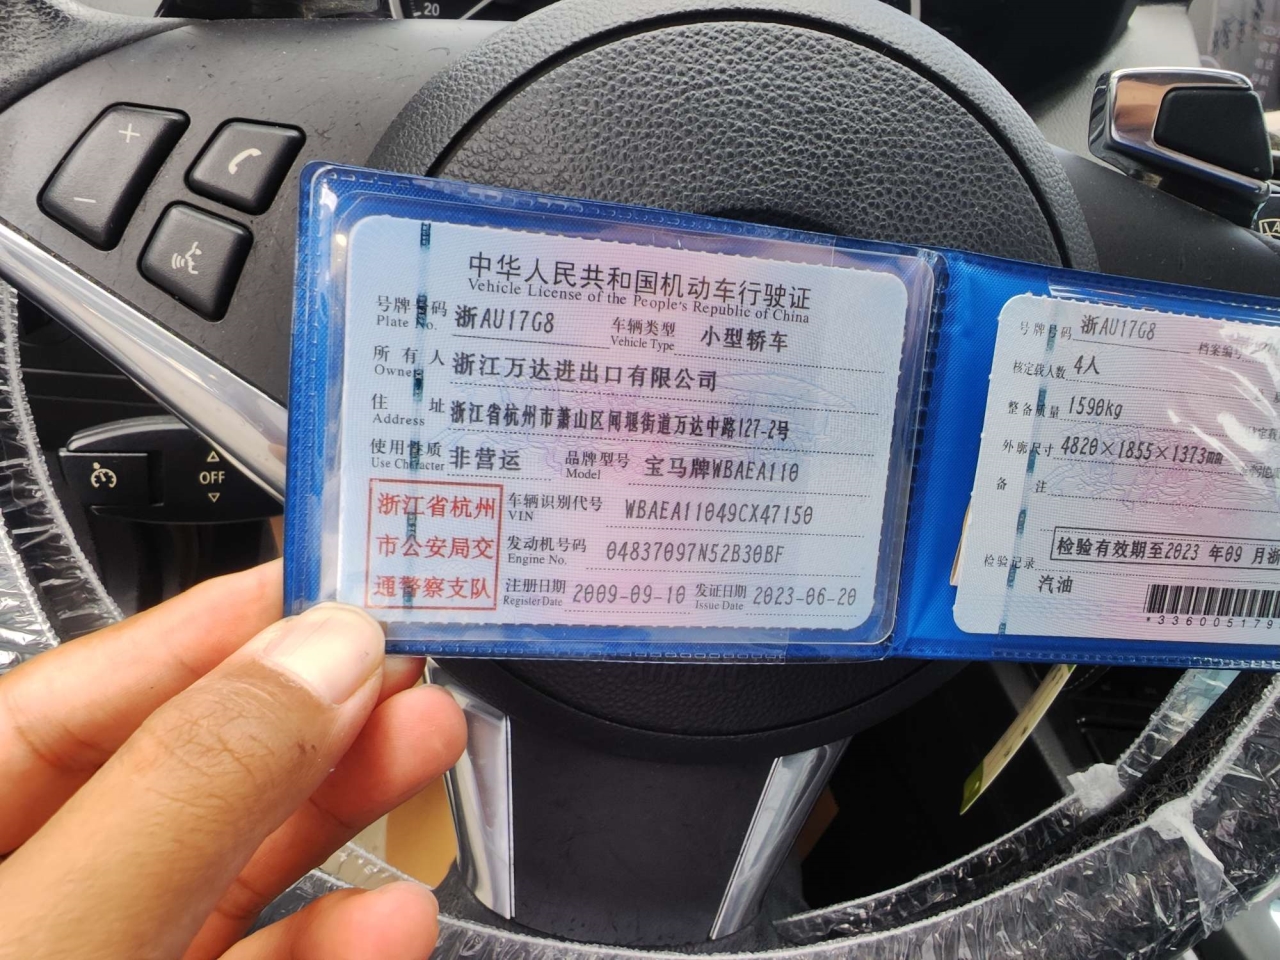 20
+
−
OFF
中华人民共和国机动车行驶证
Vehicle License of the People's Republic of China
号牌号码 浙AU17G8 车辆类型 小型轿车
Plate No. Vehicle Type
所有人 浙江万达进出口有限公司
Owner
住址 浙江省杭州市萧山区闻堰街道万达中路127-2号
Address
使用性质 非营运 品牌型号 宝马牌WBAEA110
Use Character Model
浙江省杭州
市公安局交
通警察支队
车辆识别代号 WBAEA11049CX47150
VIN
发动机号码 04837097N52B30BF
Engine No.
注册日期 2009-09-10 发证日期 2023-06-20
Register Date Issue Date
号牌号码 浙AU17G8 档案编号
核定载人数 4人
整备质量 1590kg
外廓尺寸 4820×1855×1373mm
备注
检验有效期至2023年09月浙
检验记录
汽油
*336005179